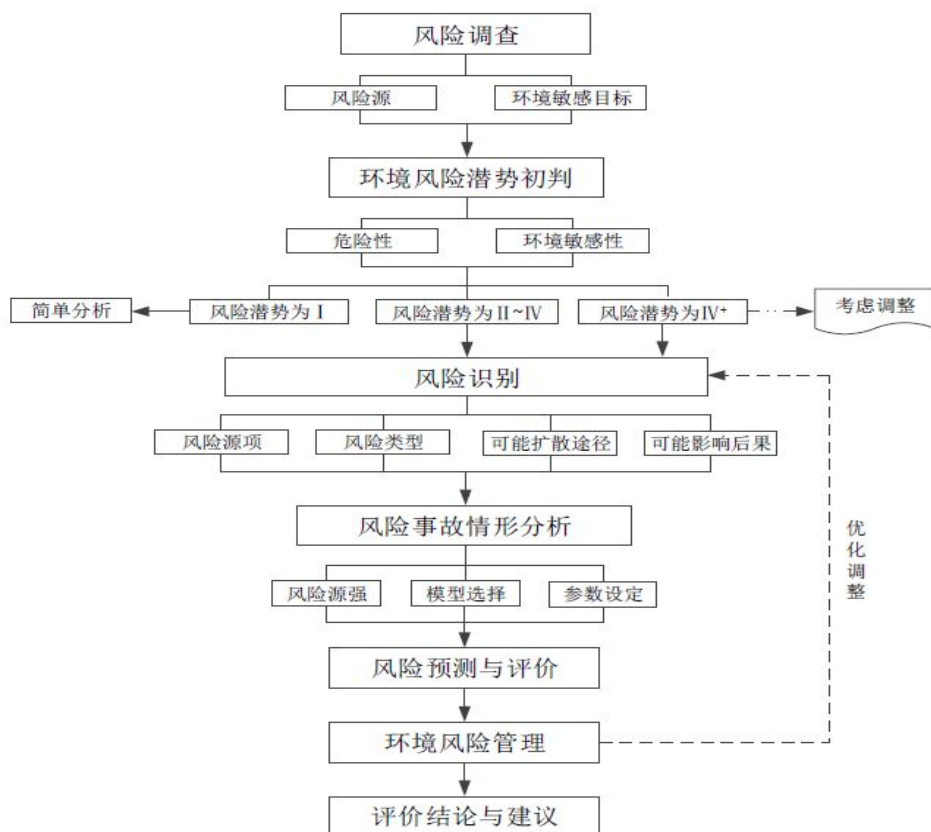 风险调查
风险源
环境敏感目标
环境风险潜势初判
危险性
环境敏感性
简单分析
风险潜势为Ⅰ
风险潜势为Ⅱ~Ⅳ
风险潜势为Ⅳ⁺
考虑调整
风险识别
风险源项
风险类型
可能扩散途径
可能影响后果
风险事故情形分析
优化调整
风险源强
模型选择
参数设定
风险预测与评价
环境风险管理
评价结论与建议